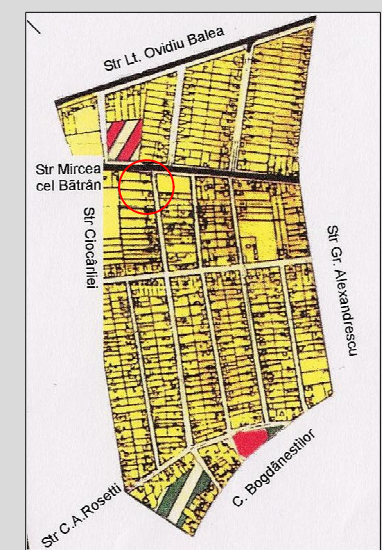 Str Lt. Ovidiu Balea
Str Mircea
cel Bătrân
Str Ciocârliei
Str Gr. Alexandrescu
Str C.A.Rosetti
C. Bogdăneștilor